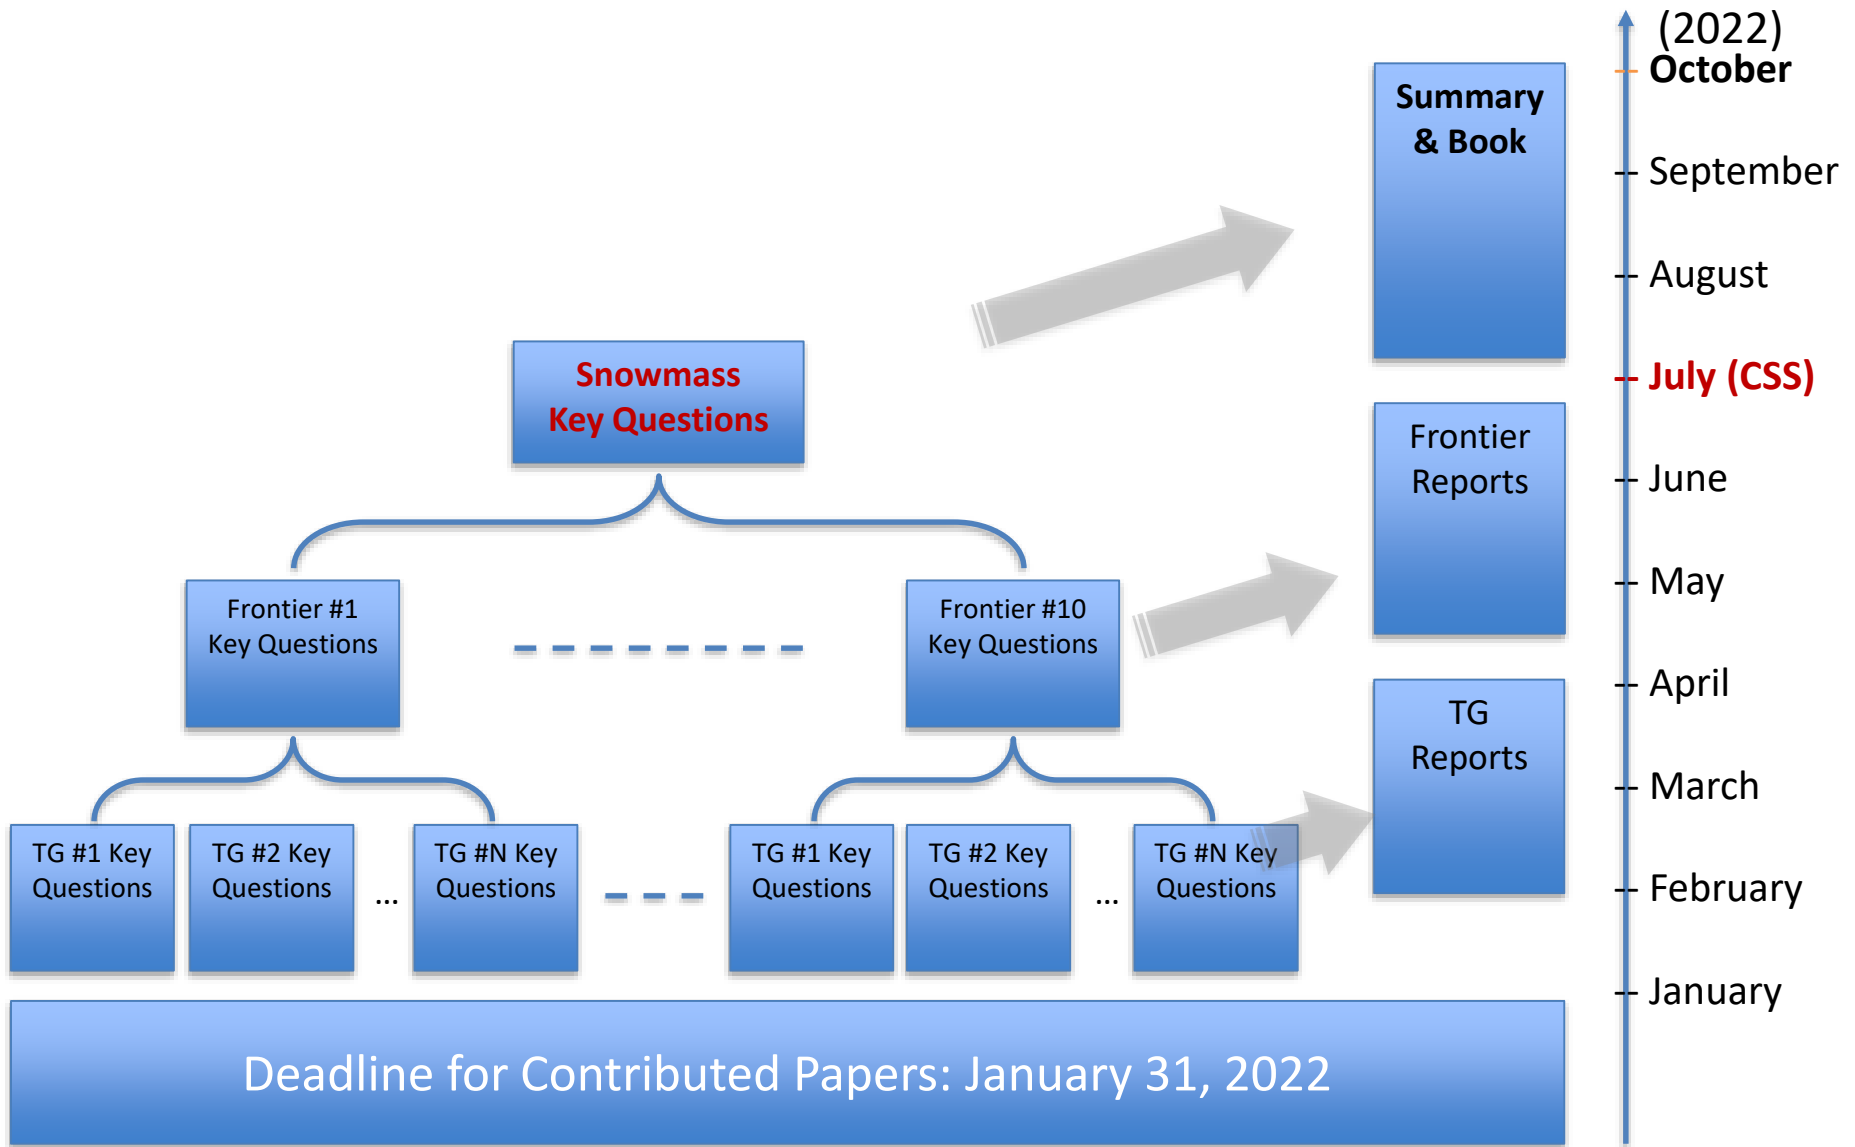 (2022)
October
Summary
& Book
September
August
Snowmass
Key Questions
July (CSS)
Frontier
Reports
June
Frontier #1
Key Questions
Frontier #10
Key Questions
May
April
TG
Reports
March
TG #1 Key
Questions
TG #2 Key
Questions
...
TG #N Key
Questions
TG #1 Key
Questions
TG #2 Key
Questions
...
TG #N Key
Questions
February
January
Deadline for Contributed Papers: January 31, 2022